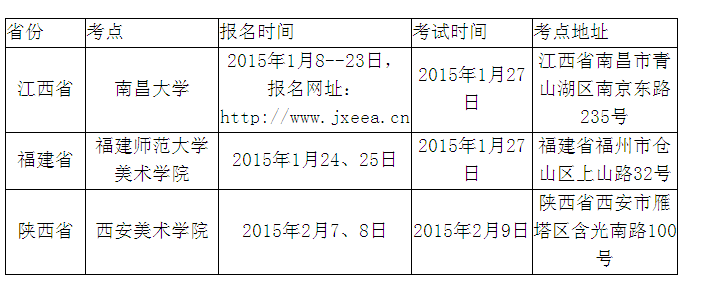 省份 考点 报名时间 考试时间 考点地址
江西省 南昌大学 2015年1月8--23日，
报名网址：
http://www.jxeea.cn 2015年1月27
日 江西省南昌市青
山湖区南京东路
235号
福建省 福建师范大学
美术学院 2015年1月24、25日 2015年1月27
日 福建省福州市仓
山区上山路32号
陕西省 西安美术学院 2015年2月7、8日 2015年2月9日 陕西省西安市雁
塔区含光南路100
号